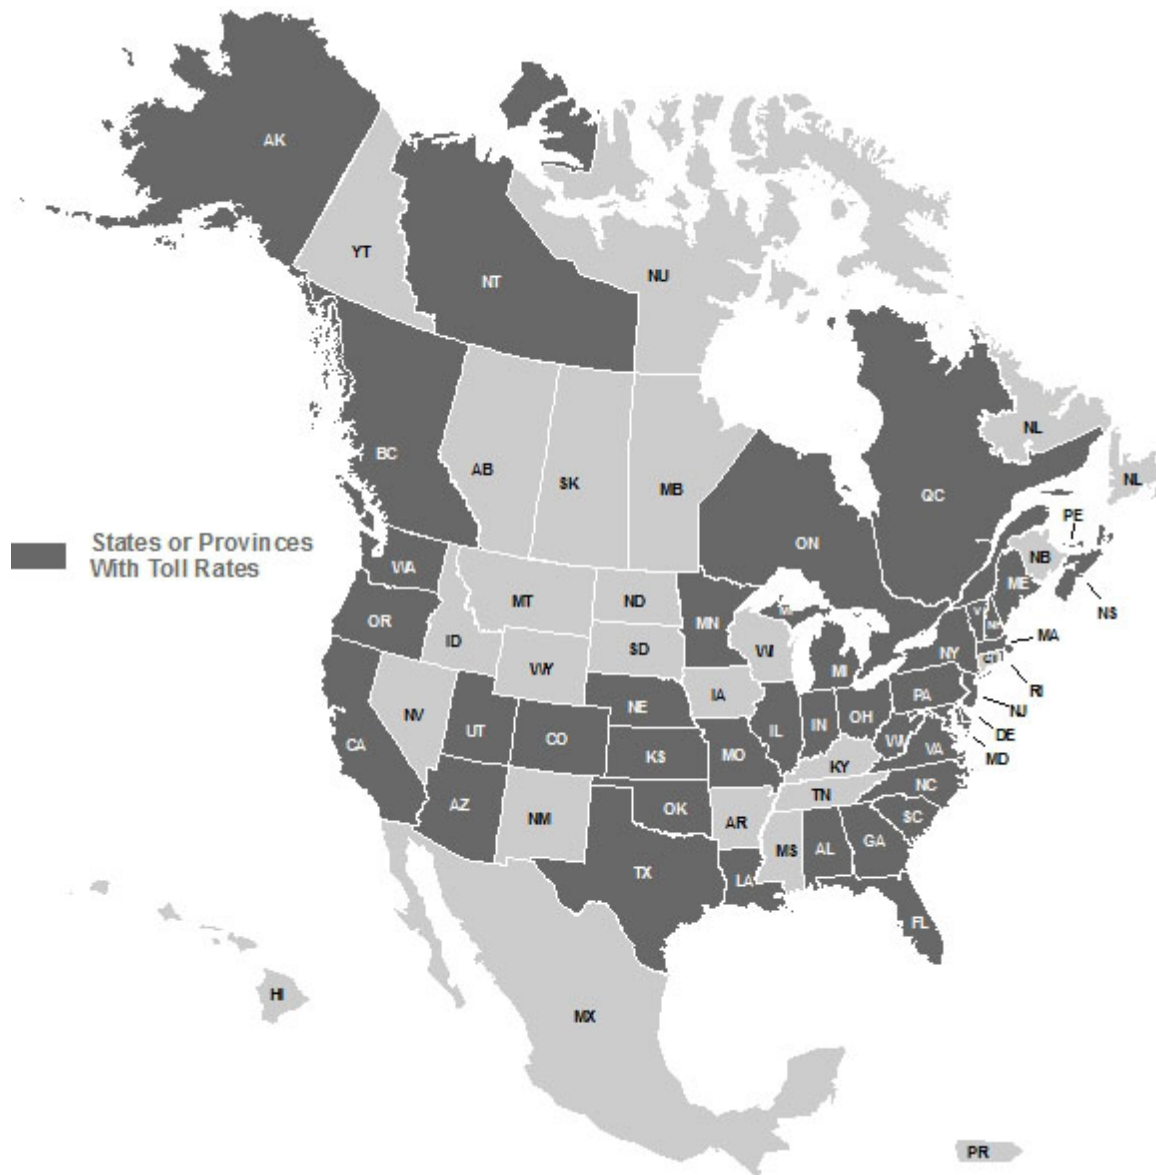 AK
YT
NT
NU
BC
AB
SK
MB
ON
QC
NL
NL
PE
NB
NS
States or Provinces
With Toll Rates
WA
OR
ID
MT
ND
MN
MI
ME
NH
MA
SD
WI
NY
CT
RI
WY
IA
MI
PA
NJ
DE
MD
NV
NE
UT
CO
IL
IN
OH
WV
VA
CA
KS
MO
KY
NC
AZ
NM
OK
AR
TN
SC
TX
LA
MS
AL
GA
FL
HI
MX
PR